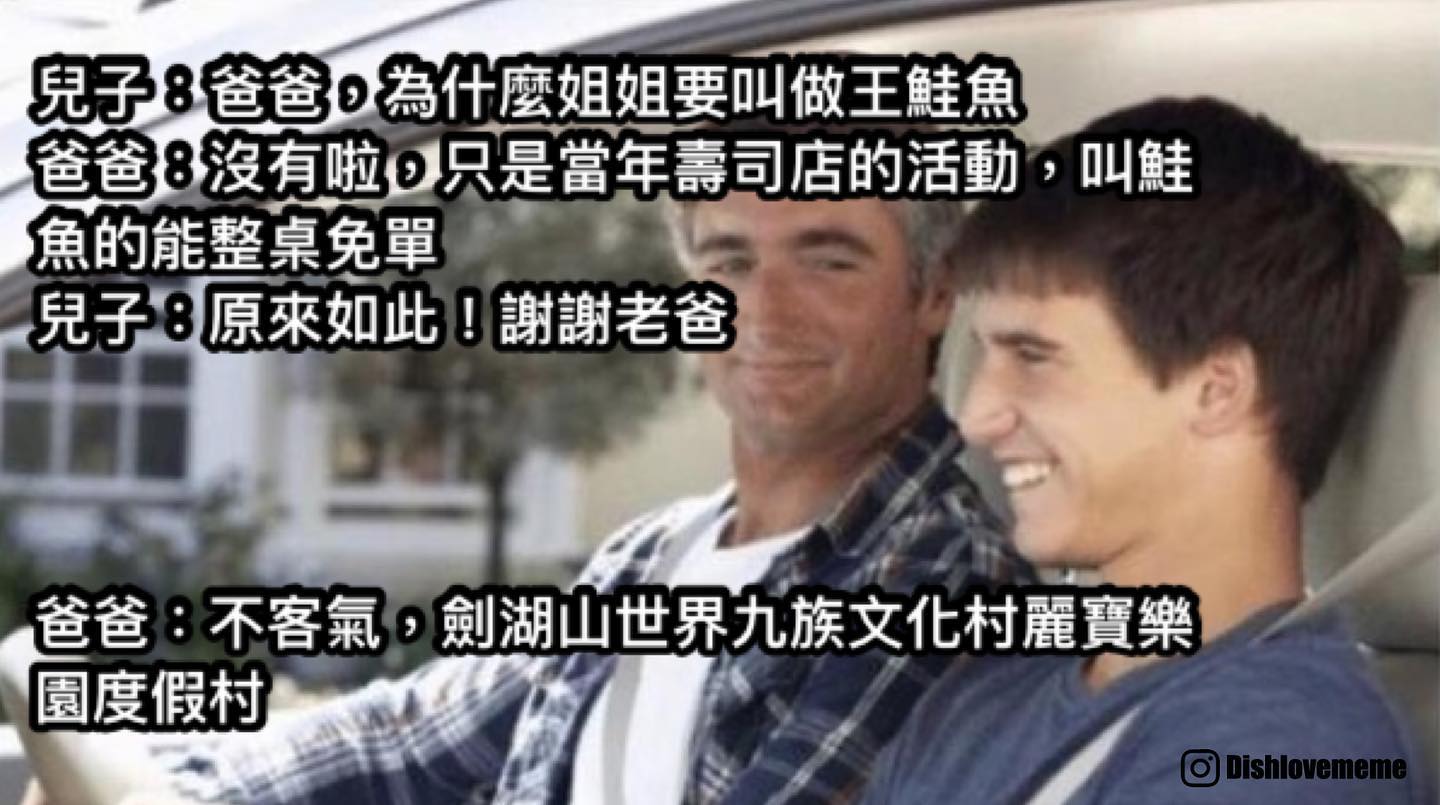 兒子：爸爸，為什麼姐姐要叫做王鮭魚
爸爸：沒有啦，只是當年壽司店的活動，叫鮭
魚的能整桌免單
兒子：原來如此！謝謝老爸
爸爸：不客氣，劍湖山世界九族文化村麗寶樂
園度假村
Dishlovememe